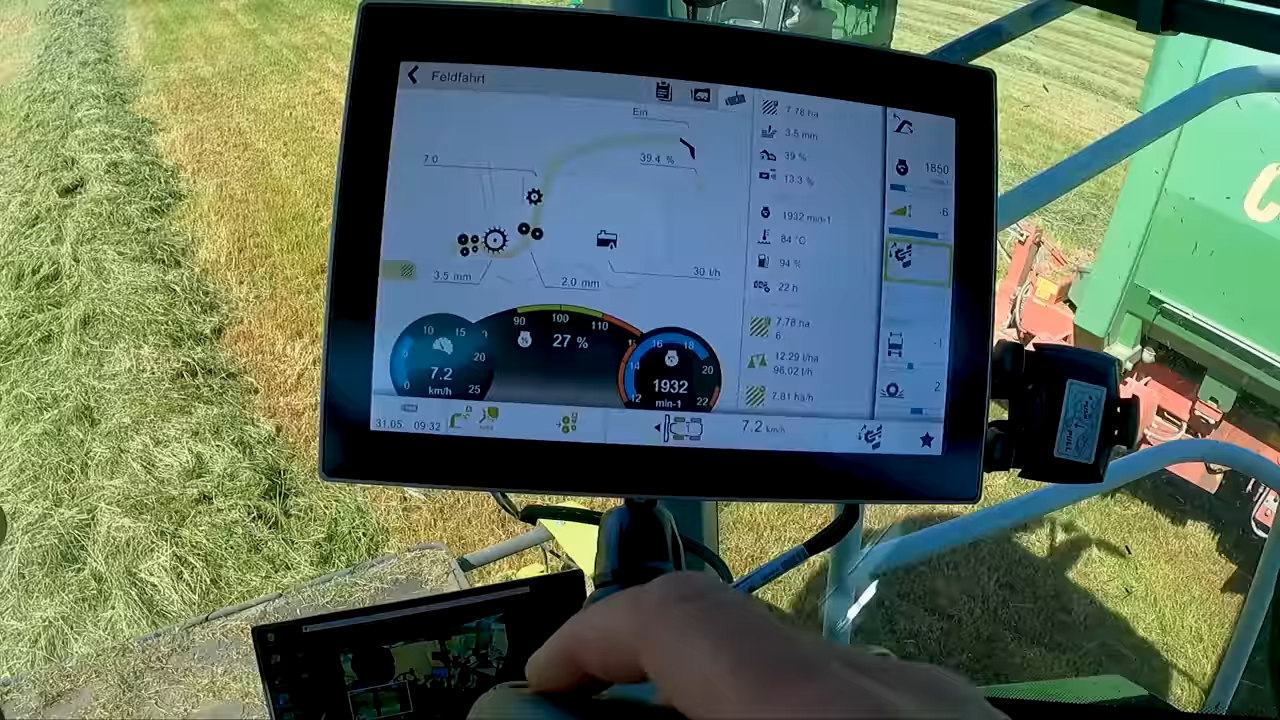 Feldfahrt
Ein
7.0
39.4 %
3.5 mm
2.0 mm
30 l/h
7.78 ha
3.5 mm
39 %
13.3 %
1932 min-1
84 °C
94 %
22 h
7.78 ha
6
12.29 l/ha
96.02 l/h
7.81 ha/h
1850
-6
-1
2
90 100 110
27 %
0 5 10 15 20 25
7.2
km/h
12 14 16 18 20 22
1932
min-1
31.05. 09:32
1
7.2 km/h
PULL
C